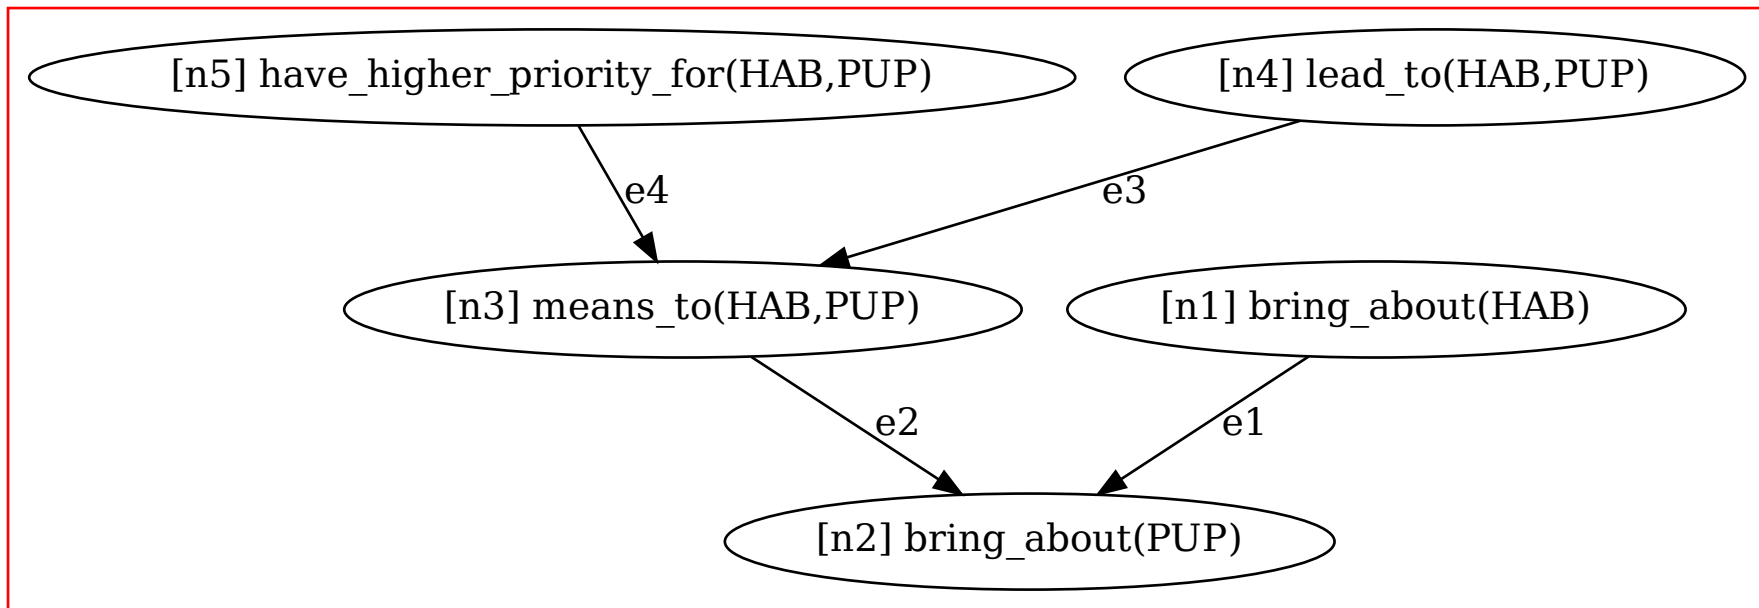 [n5] have_higher_priority_for(HAB,PUP)
[n4] lead_to(HAB,PUP)
e4
e3
[n3] means_to(HAB,PUP)
[n1] bring_about(HAB)
e2
e1
[n2] bring_about(PUP)